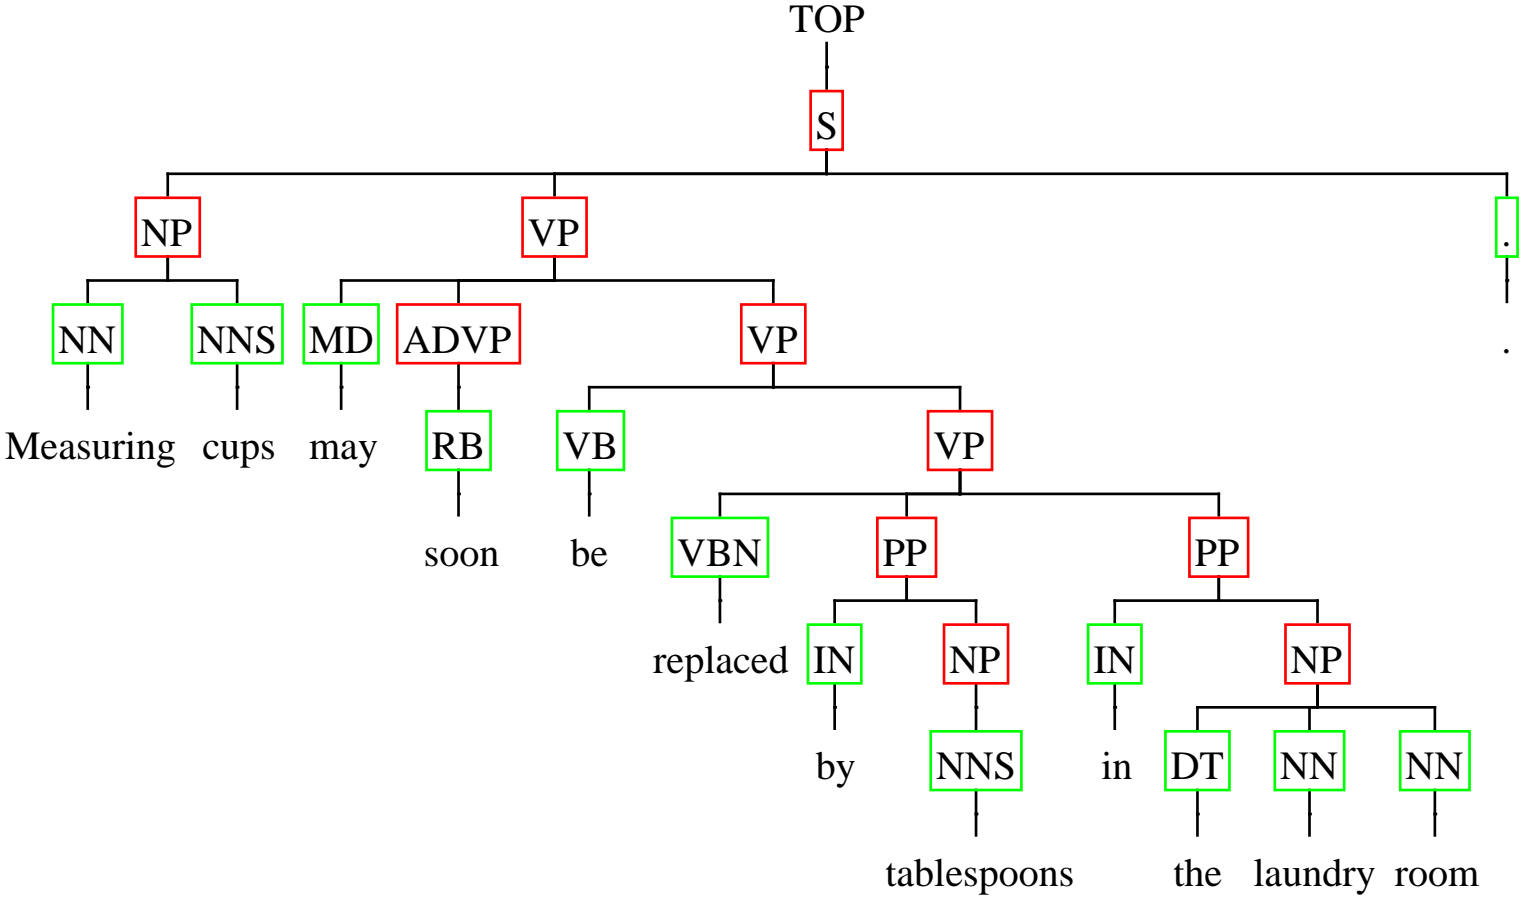 TOP
S
NP VP .
NN NNS MD ADVP VP .
Measuring cups may RB VB VP
soon be VBN PP PP
replaced IN NP IN NP
by NNS in DT NN NN
tablespoons the laundry room